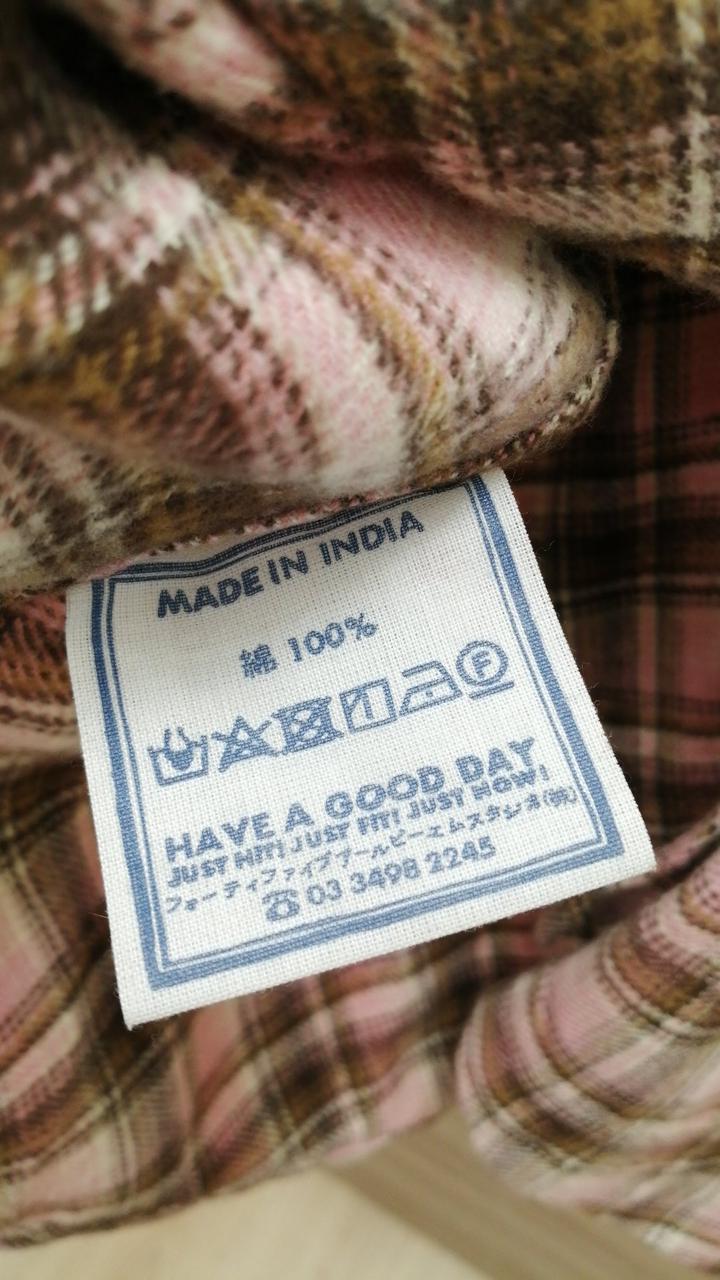 MADE IN INDIA
綿 100%
F
HAVE A GOOD DAY
JUST HIT! JUST FIT! JUST NOW!
フォーティファイブアールピーエムスタジオ(株)
☎ 03 3498 2245